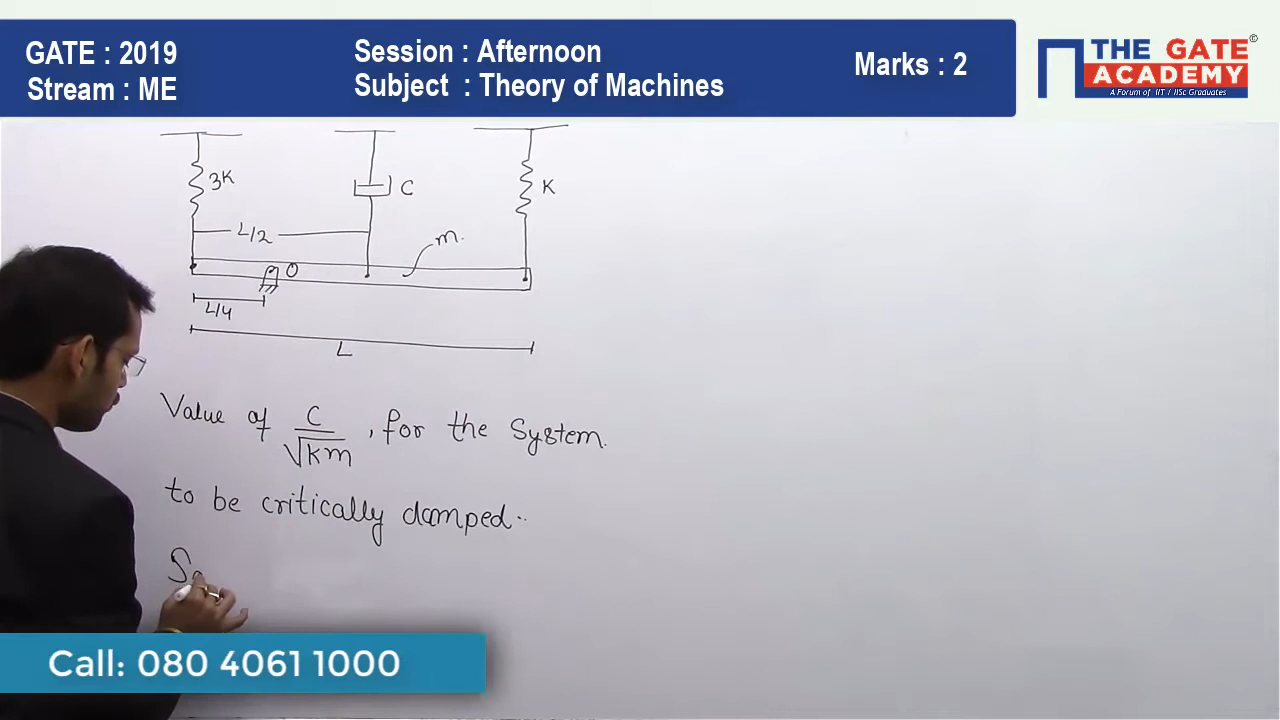 GATE : 2019
Stream : ME
Session : Afternoon
Subject : Theory of Machines
Marks : 2
THE GATE ©
ACADEMY
A Forum of IIT / IISc Graduates
3K
C
K
L/2
m.
O
L/4
L
Value of C/√km , for the System.
to be critically damped..
So
Call: 080 4061 1000